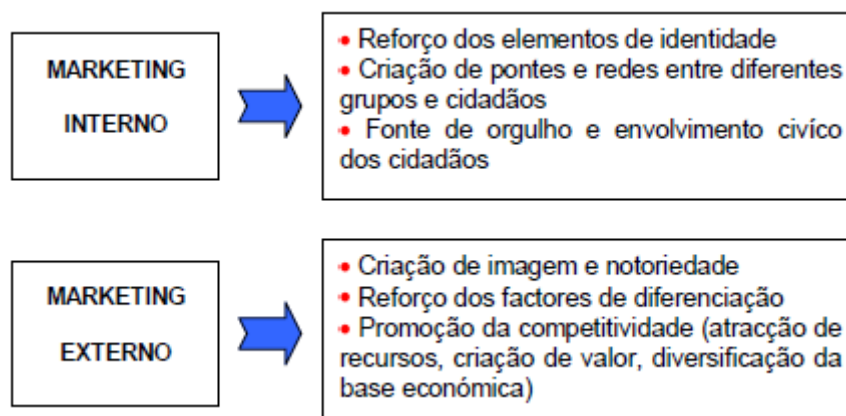 MARKETING
INTERNO
• Reforço dos elementos de identidade
• Criação de pontes e redes entre diferentes
grupos e cidadãos
• Fonte de orgulho e envolvimento civíco
dos cidadãos
MARKETING
EXTERNO
• Criação de imagem e notoriedade
• Reforço dos factores de diferenciação
• Promoção da competitividade (atracção de
recursos, criação de valor, diversificação da
base económica)